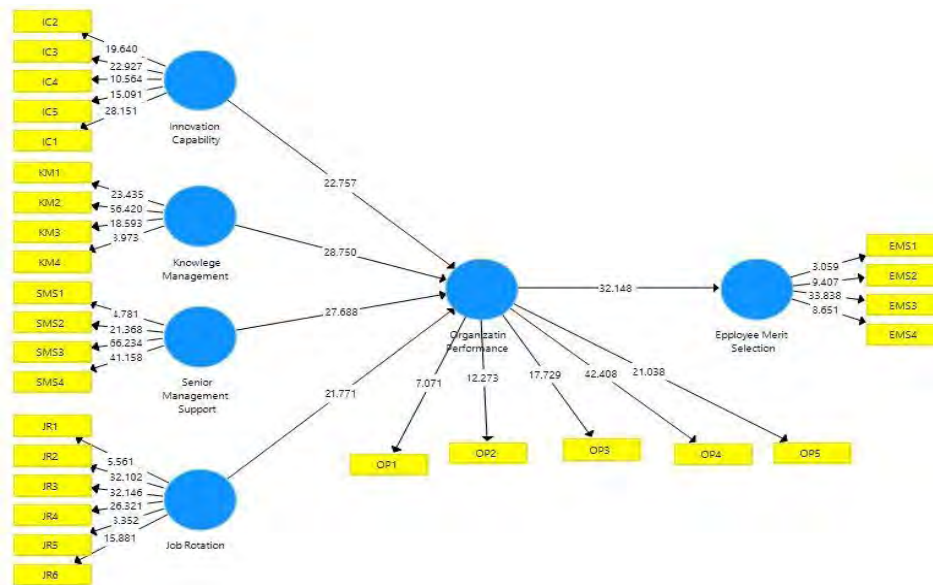 IC2
IC3
IC4
IC5
IC1
19.640
22.927
10.564
15.091
28.151
Innovation
Capability
22.757
KM1
KM2
KM3
KM4
23.435
56.420
18.593
3.973
Knowlege
Management
28.750
SMS1
SMS2
SMS3
SMS4
4.781
21.368
66.234
41.158
Senior
Management
Support
27.688
JR1
JR2
JR3
JR4
JR5
JR6
5.561
32.102
32.146
26.321
3.352
15.881
Job Rotation
21.771
Organizatin
Performance
32.148
7.071
12.273
17.729
42.408
21.038
OP1
OP2
OP3
OP4
OP5
Epployee Merit
Selection
3.059
9.407
33.838
8.651
EMS1
EMS2
EMS3
EMS4